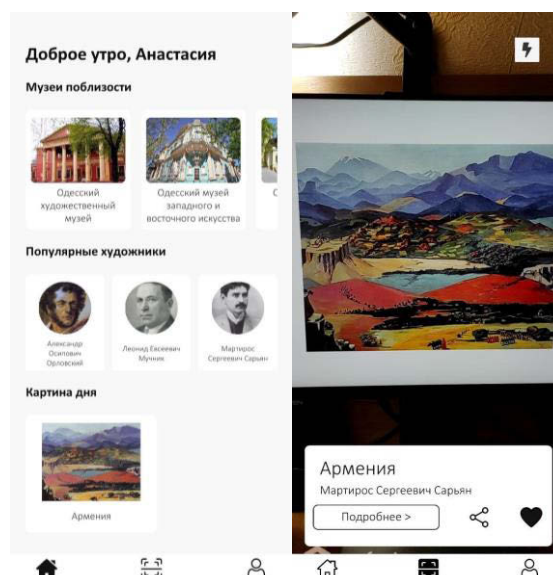 Доброе утро, Анастасия
Музеи поблизости
Одесский
художественный
музей
Одесский музей
западного и
восточного искусства
Популярные художники
Александр
Осипович
Орловский
Леонид Евсеевич
Мучник
Мартирос
Сергеевич Сарьян
Картина дня
Армения
Армения
Мартирос Сергеевич Сарьян
Подробнее >